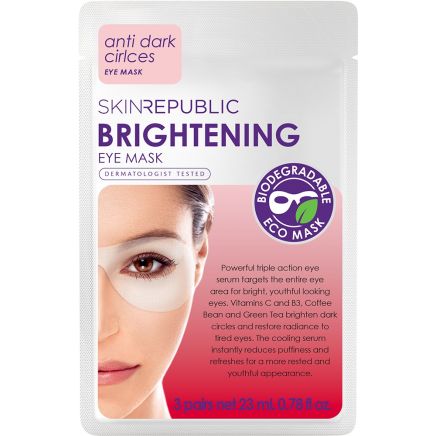 anti dark
cirlces
EYE MASK
SKINREPUBLIC
BRIGHTENING
EYE MASK
DERMATOLOGIST TESTED
BIODEGRADABLE
ECO MASK
Powerful triple action eye
serum targets the entire eye
area for bright, youthful looking
eyes. Vitamins C and B3, Coffee
Bean and Green Tea brighten dark
circles and restore radiance to
tired eyes. The cooling serum
instantly reduces puffiness and
refreshes for a more rested and
youthful appearance.
3 pairs net 23 mL 0.78 fl. oz.